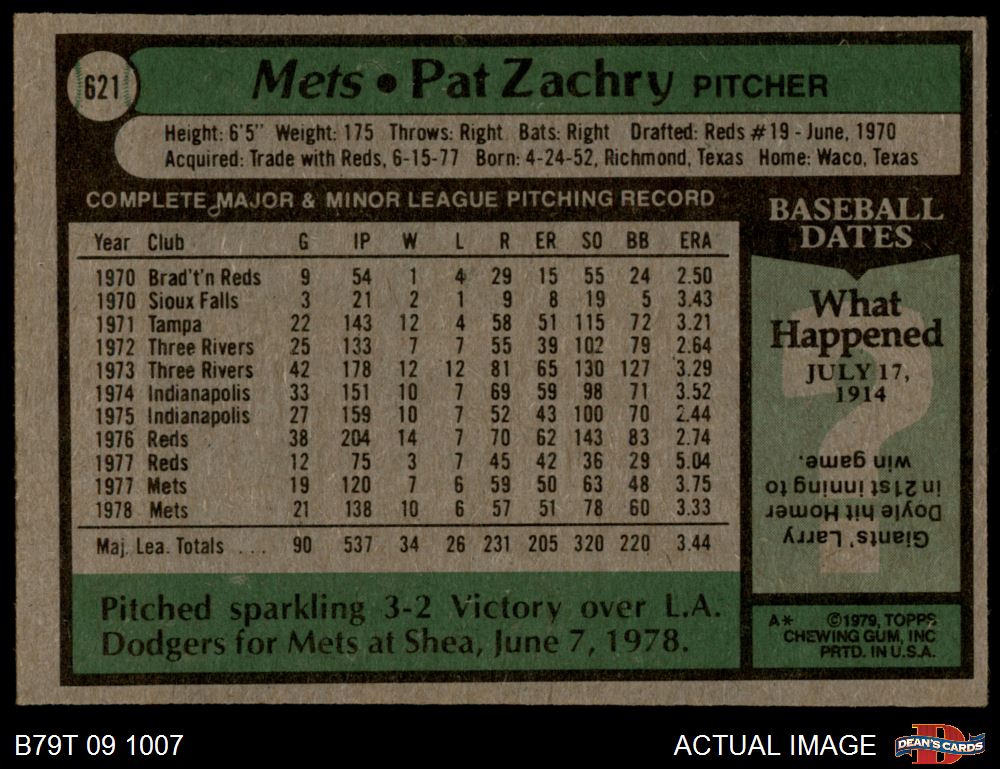 621
Mets • Pat Zachry PITCHER
Height: 6'5" Weight: 175 Throws: Right Bats: Right Drafted: Reds #19 - June, 1970
Acquired: Trade with Reds, 6-15-77 Born: 4-24-52, Richmond, Texas Home: Waco, Texas
COMPLETE MAJOR & MINOR LEAGUE PITCHING RECORD
Year Club G IP W L R ER SO BB ERA
1970 Brad't'n Reds 9 54 1 4 29 15 55 24 2.50
1970 Sioux Falls 3 21 2 1 9 8 19 5 3.43
1971 Tampa 22 143 12 4 58 51 115 72 3.21
1972 Three Rivers 25 133 7 7 55 39 102 79 2.64
1973 Three Rivers 42 178 12 12 81 65 130 127 3.29
1974 Indianapolis 33 151 10 7 69 59 98 71 3.52
1975 Indianapolis 27 159 10 7 52 43 100 70 2.44
1976 Reds 38 204 14 7 70 62 143 83 2.74
1977 Reds 12 75 3 7 45 42 36 29 5.04
1977 Mets 19 120 7 6 59 50 63 48 3.75
1978 Mets 21 138 10 6 57 51 78 60 3.33
Maj. Lea. Totals . . . 90 537 34 26 231 205 320 220 3.44
Pitched sparkling 3-2 Victory over L.A.
Dodgers for Mets at Shea, June 7, 1978.
BASEBALL
DATES
What
Happened
JULY 17,
1914
?
Giants' Larry
Doyle hit Homer
in 21st inning to
win game.
A* ©1979, TOPPS
CHEWING GUM, INC
PRTD. IN U.S.A.
B79T 09 1007
ACTUAL IMAGE
D
DEAN'S CARDS